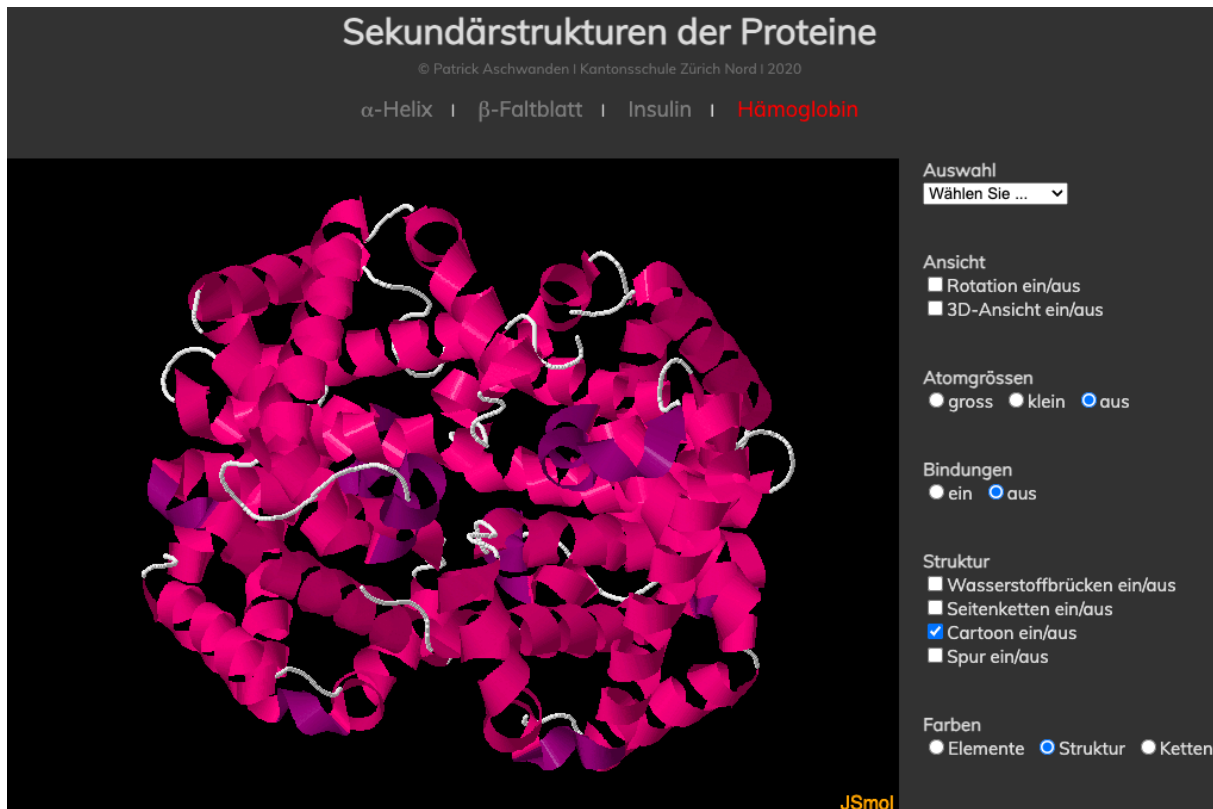 Sekundärstrukturen der Proteine
© Patrick Aschwanden I Kantonsschule Zürich Nord I 2020
α-Helix I β-Faltblatt I Insulin I Hämoglobin
Auswahl
Wählen Sie ...
Ansicht
Rotation ein/aus
3D-Ansicht ein/aus
Atomgrössen
gross klein aus
Bindungen
ein aus
Struktur
Wasserstoffbrücken ein/aus
Seitenketten ein/aus
Cartoon ein/aus
Spur ein/aus
Farben
Elemente Struktur Ketten
JSmol